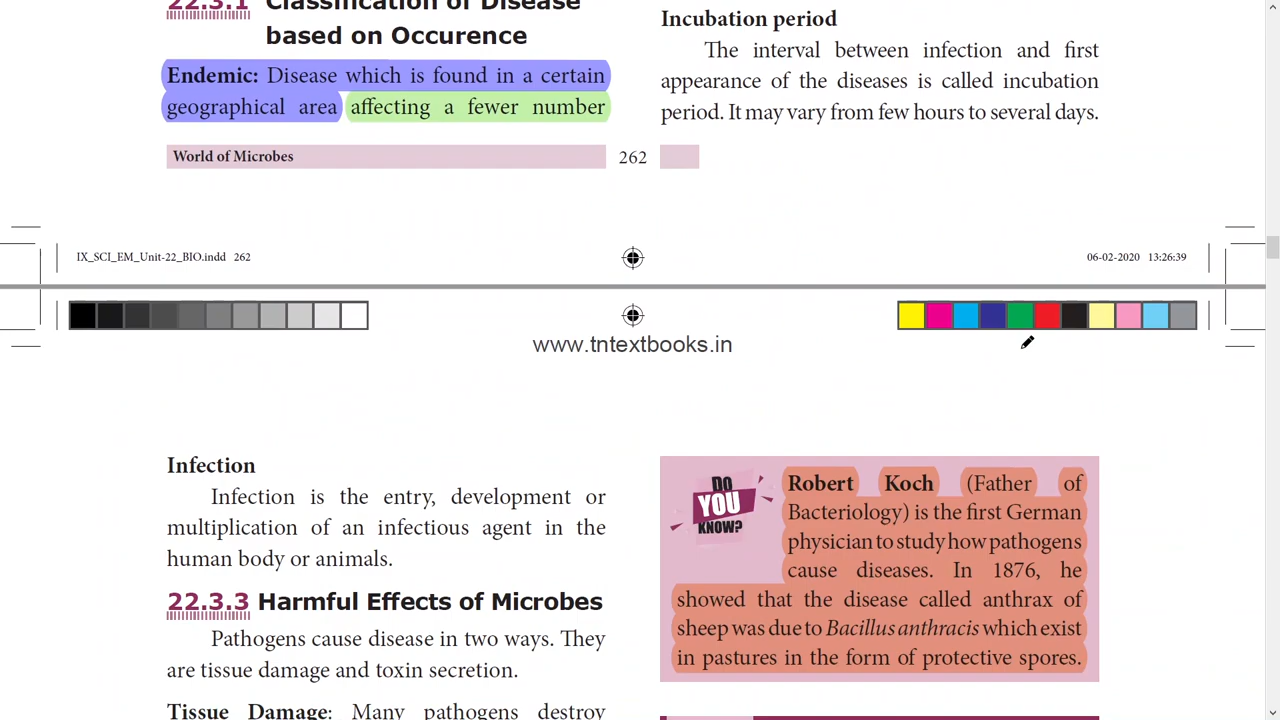 22.3.1 Classification of Disease
based on Occurence
Endemic: Disease which is found in a certain
geographical area affecting a fewer number
Incubation period
The interval between infection and first
appearance of the diseases is called incubation
period. It may vary from few hours to several days.
World of Microbes
262
IX_SCI_EM_Unit-22_BIO.indd 262
06-02-2020 13:26:39
www.tntextbooks.in
Infection
Infection is the entry, development or
multiplication of an infectious agent in the
human body or animals.
22.3.3 Harmful Effects of Microbes
Pathogens cause disease in two ways. They
are tissue damage and toxin secretion.
Tissue Damage: Many pathogens destroy
DO
YOU
KNOW?
Robert Koch (Father of
Bacteriology) is the first German
physician to study how pathogens
cause diseases. In 1876, he
showed that the disease called anthrax of
sheep was due to Bacillus anthracis which exist
in pastures in the form of protective spores.